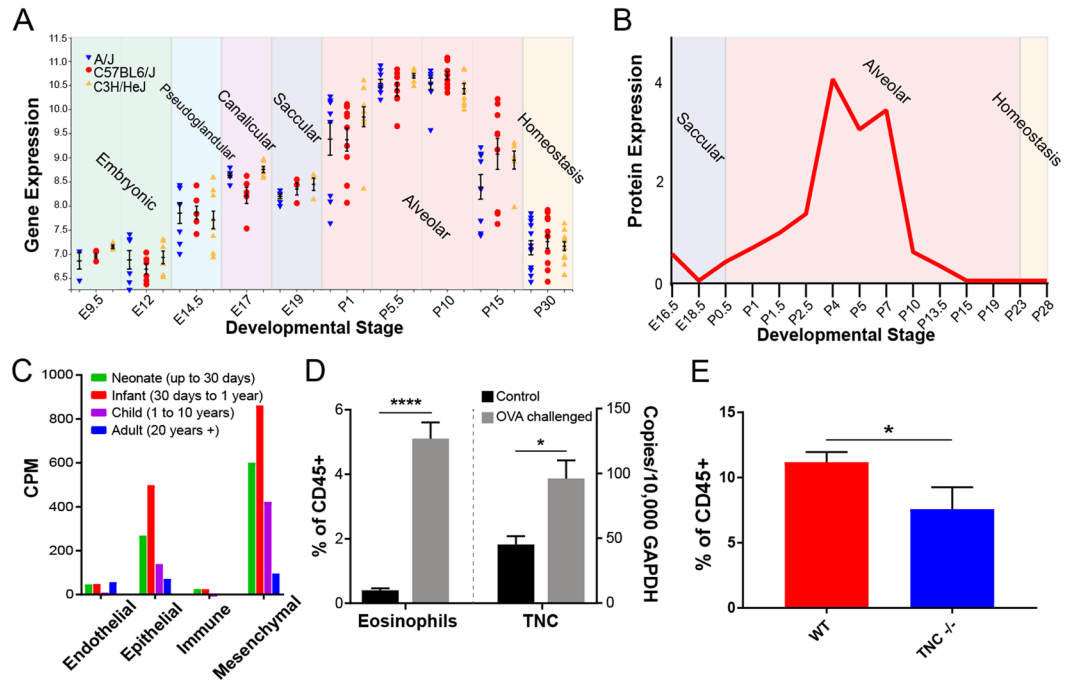 A
11.5
11.0
10.5
10.0
9.5
9.0
8.5
8.0
7.5
7.0
6.5
Gene Expression
A/J
C57BL6/J
C3H/HeJ
Embryonic
Pseudoglandular
Canalicular
Saccular
Alveolar
Homeostasis
E9.5
E12
E14.5
E17
E19
P1
P5.5
P10
P15
P30
Developmental Stage
B
4
2
0
Protein Expression
Saccular
Alveolar
Homeostasis
E16.5
E18.5
P0.5
P1
P1.5
P2.5
P4
P5
P7
P10
P13.5
P15
P19
P23
P28
Developmental Stage
C
1000
800
600
400
200
0
CPM
Neonate (up to 30 days)
Infant (30 days to 1 year)
Child (1 to 10 years)
Adult (20 years +)
Endothelial
Epithelial
Immune
Mesenchymal
D
6
4
2
0
% of CD45+
Control
OVA challenged
****
*
150
100
50
0
Copies/10,000 GAPDH
Eosinophils
TNC
E
15
10
5
0
% of CD45+
*
WT
TNC -/-